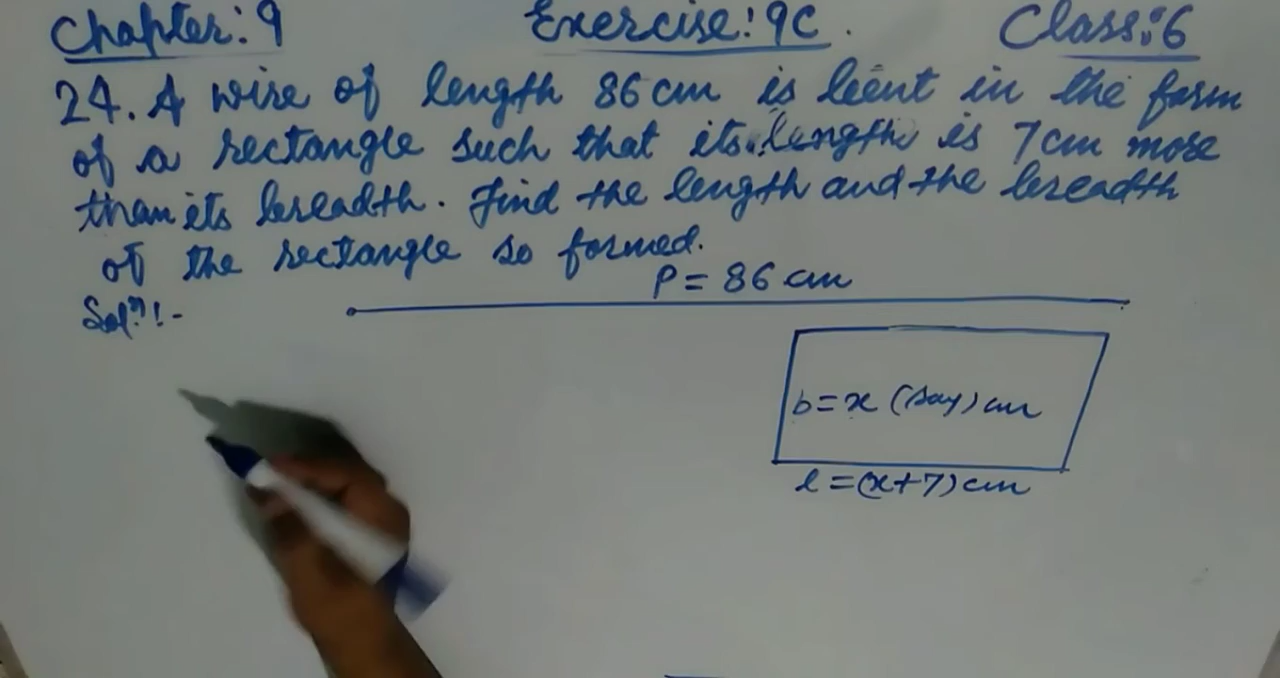 Chapter: 9 Exercise: 9C. Class: 6
24. A wire of length 86 cm is bent in the form
of a rectangle such that its length is 7 cm more
than its breadth. Find the length and the breadth
of the rectangle so formed.
P = 86 cm
Solⁿ:-
b = x (say) cm
l = (x+7) cm